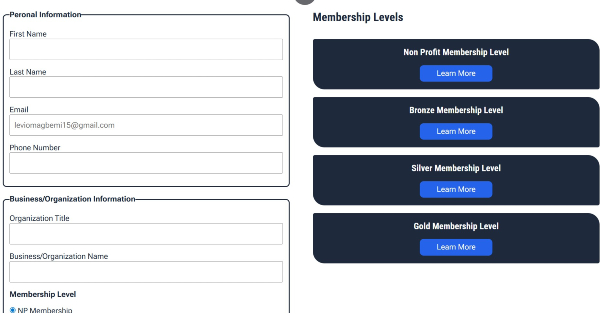 Peronal Information
First Name
Last Name
Email
leviomagbemi15@gmail.com
Phone Number
Business/Organization Information
Organization Title
Business/Organization Name
Membership Level
NP Membership
Membership Levels
Non Profit Membership Level
Learn More
Bronze Membership Level
Learn More
Silver Membership Level
Learn More
Gold Membership Level
Learn More